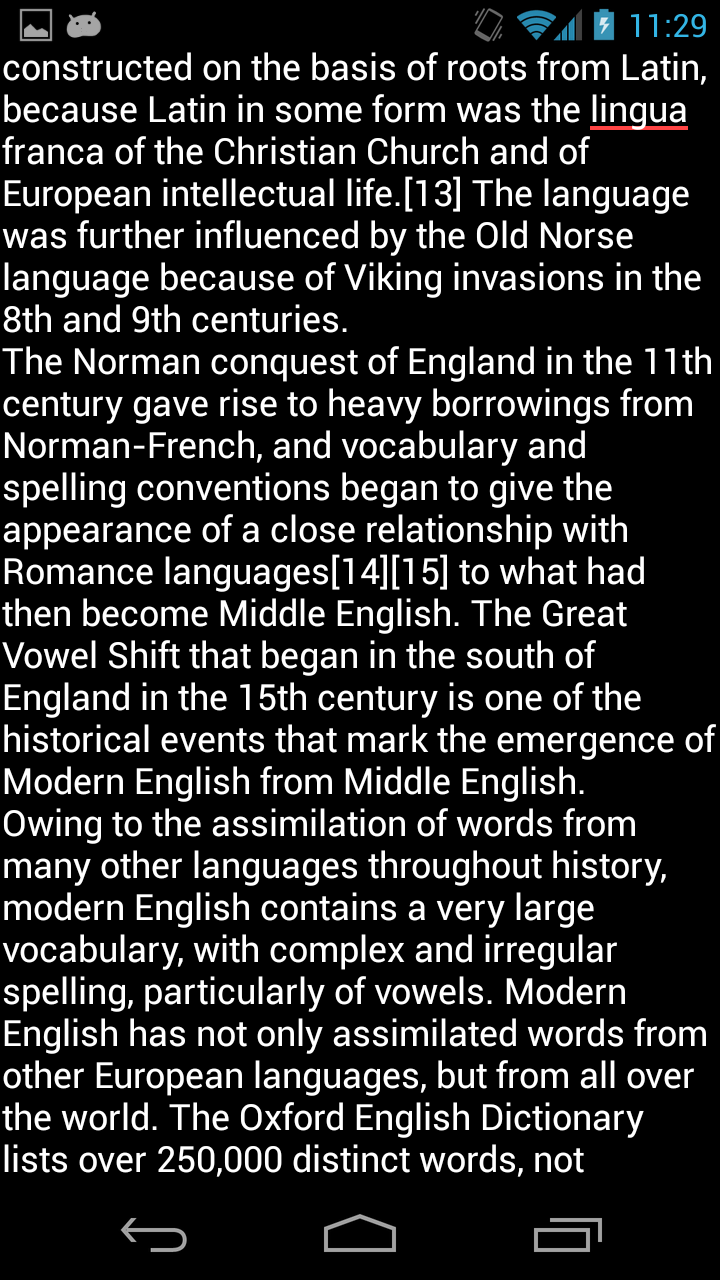 11:29
constructed on the basis of roots from Latin,
because Latin in some form was the lingua
franca of the Christian Church and of
European intellectual life.[13] The language
was further influenced by the Old Norse
language because of Viking invasions in the
8th and 9th centuries.
The Norman conquest of England in the 11th
century gave rise to heavy borrowings from
Norman-French, and vocabulary and
spelling conventions began to give the
appearance of a close relationship with
Romance languages[14][15] to what had
then become Middle English. The Great
Vowel Shift that began in the south of
England in the 15th century is one of the
historical events that mark the emergence of
Modern English from Middle English.
Owing to the assimilation of words from
many other languages throughout history,
modern English contains a very large
vocabulary, with complex and irregular
spelling, particularly of vowels. Modern
English has not only assimilated words from
other European languages, but from all over
the world. The Oxford English Dictionary
lists over 250,000 distinct words, not